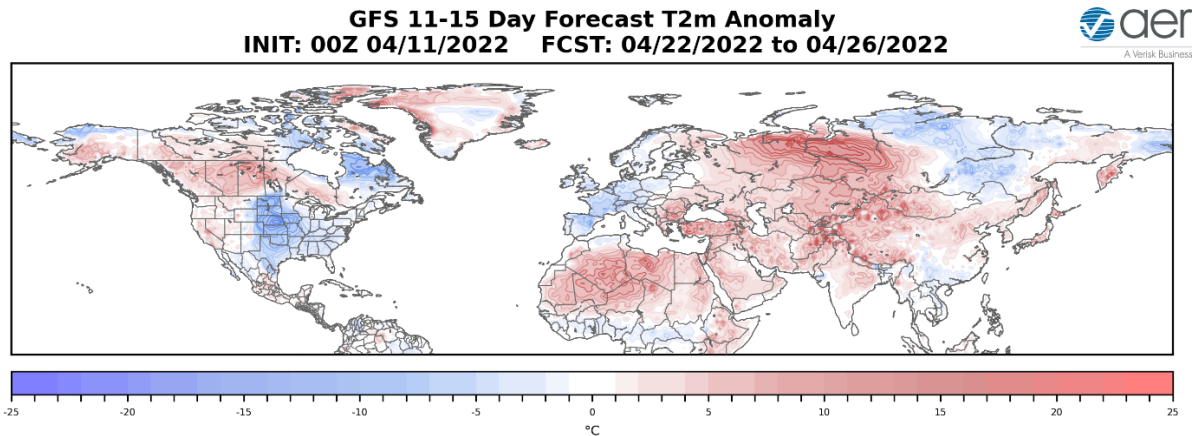 GFS 11-15 Day Forecast T2m Anomaly
INIT: 00Z 04/11/2022 FCST: 04/22/2022 to 04/26/2022
aer
A Verisk Business
-25 -20 -15 -10 -5 0 5 10 15 20 25
°C